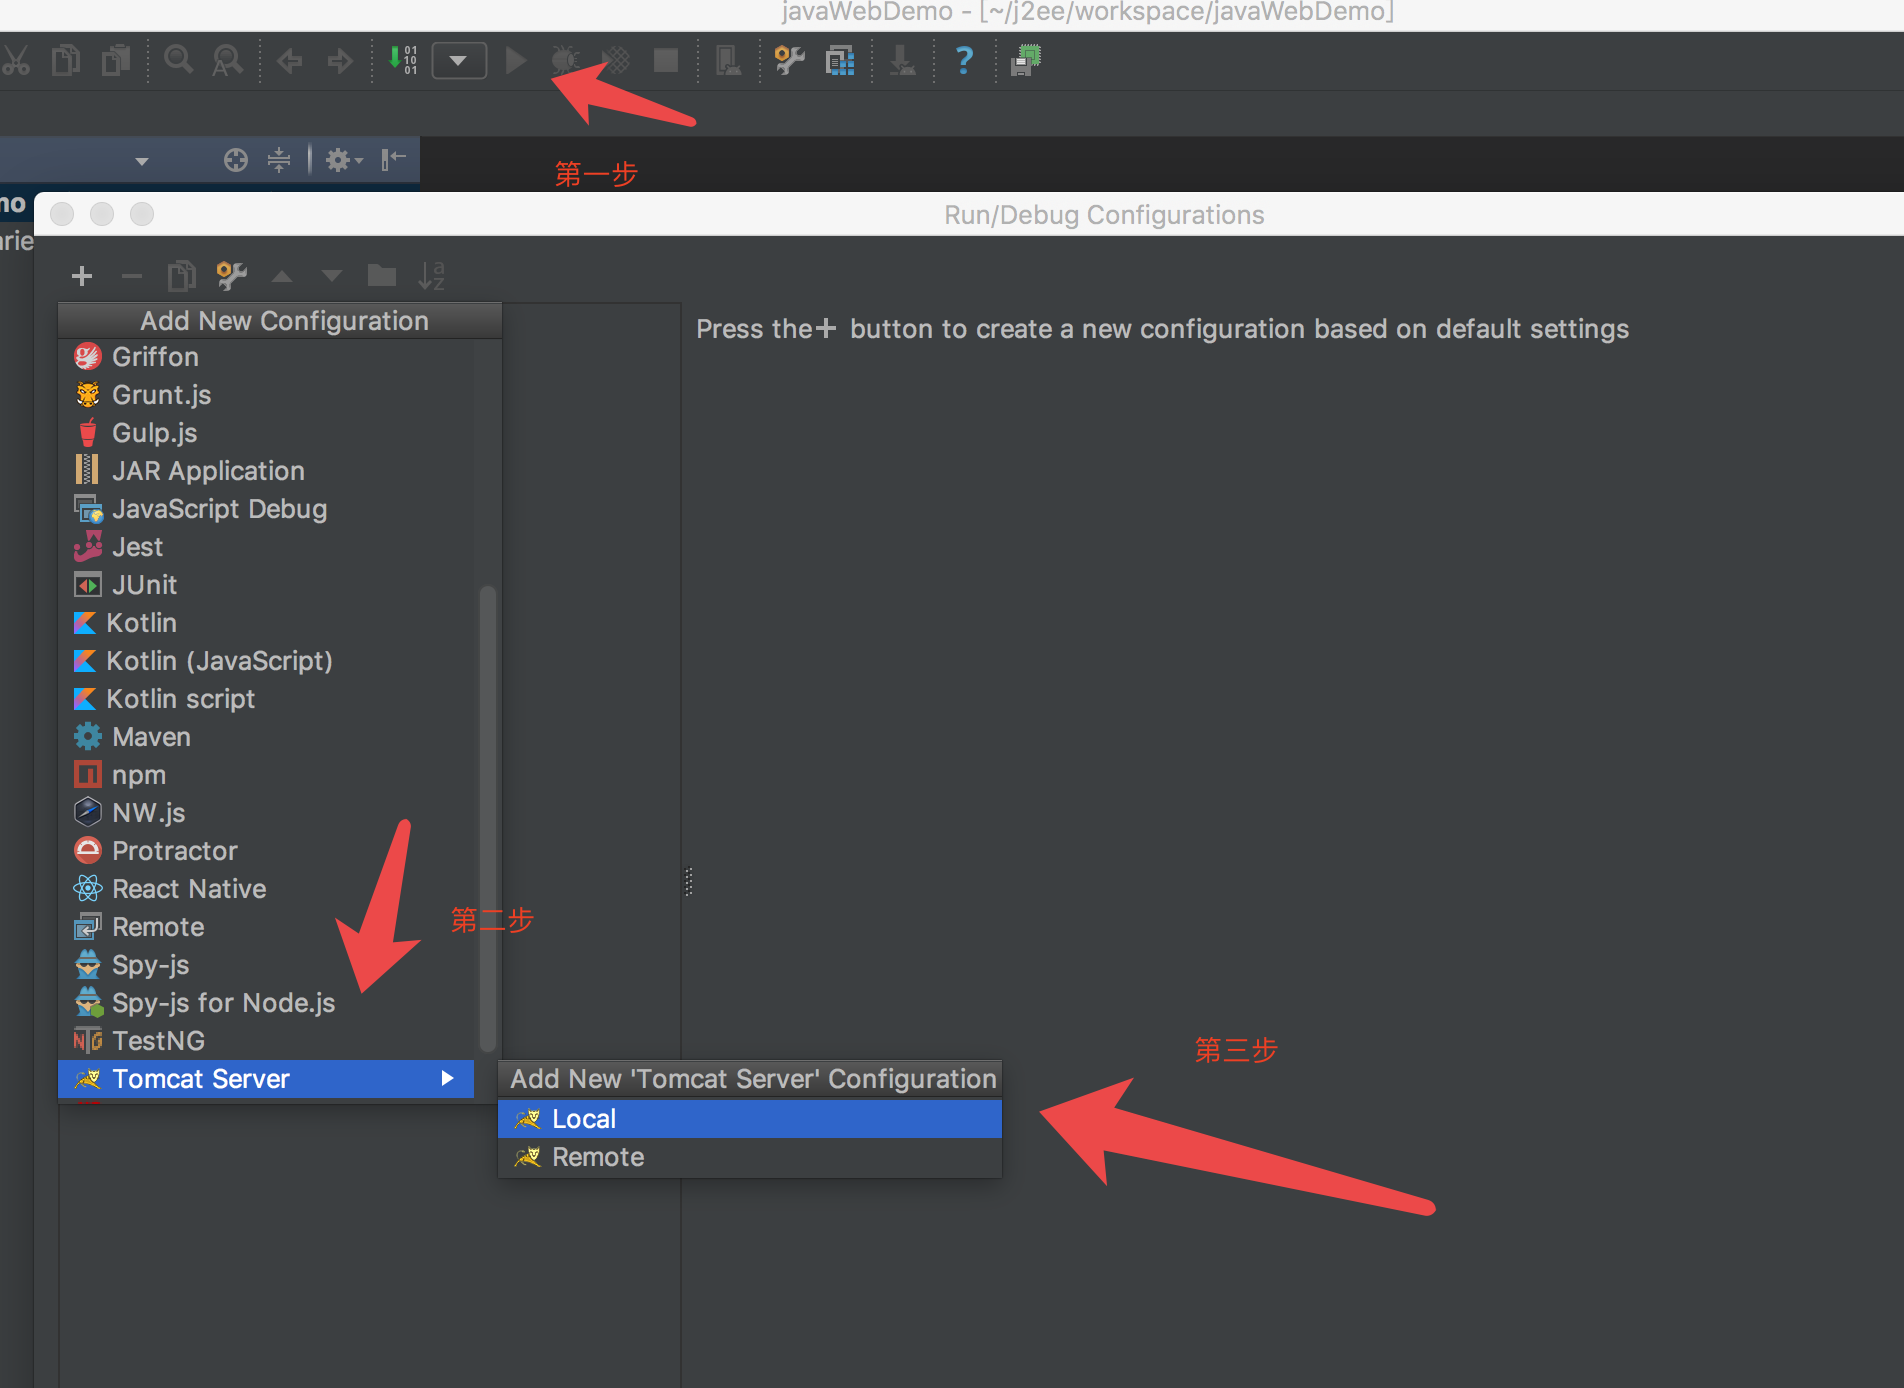 javaWebDemo - [~/j2ee/workspace/javaWebDemo]
第一步
mo
arie
Run/Debug Configurations
Add New Configuration
Press the + button to create a new configuration based on default settings
Griffon
Grunt.js
Gulp.js
JAR Application
JavaScript Debug
Jest
JUnit
Kotlin
Kotlin (JavaScript)
Kotlin script
Maven
npm
NW.js
Protractor
React Native
第二步
Remote
Spy-js
Spy-js for Node.js
TestNG
第三步
Tomcat Server
Add New 'Tomcat Server' Configuration
Local
Remote